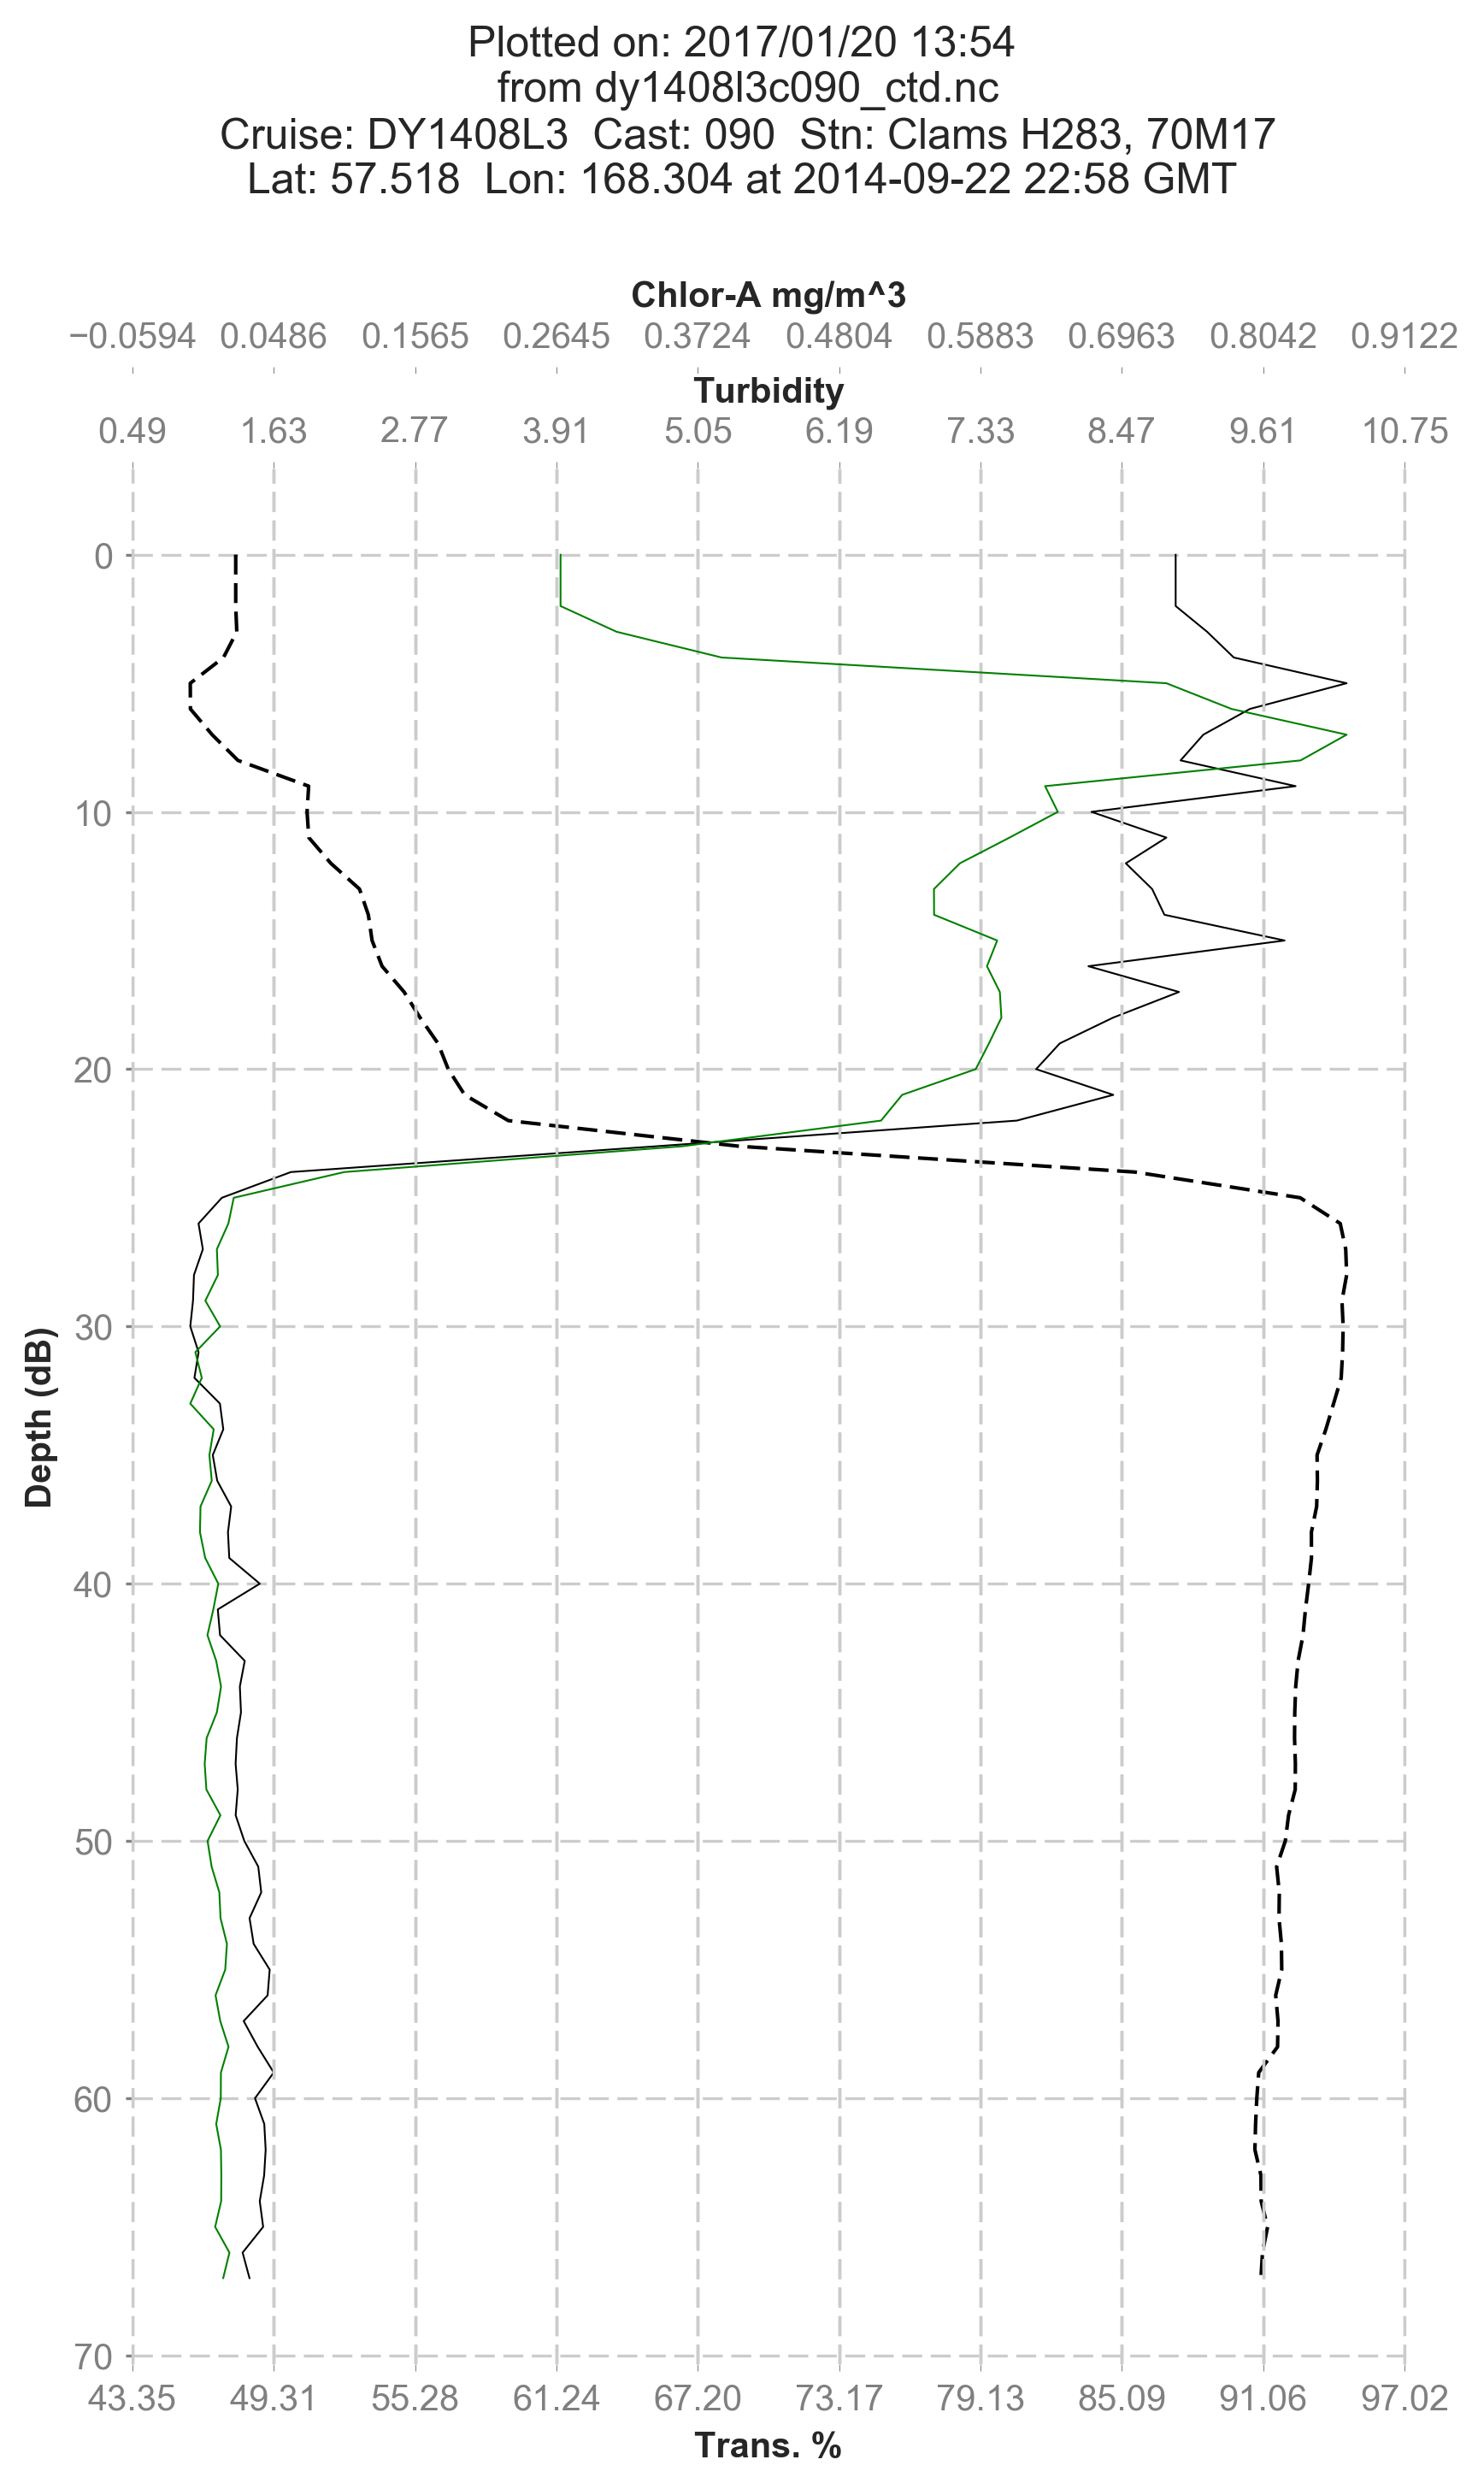 Plotted on: 2017/01/20 13:54
from dy1408l3c090_ctd.nc
Cruise: DY1408L3  Cast: 090  Stn: Clams H283, 70M17
Lat: 57.518  Lon: 168.304 at 2014-09-22 22:58 GMT
Chlor-A mg/m^3
−0.0594 0.0486 0.1565 0.2645 0.3724 0.4804 0.5883 0.6963 0.8042 0.9122
Turbidity
0.49 1.63 2.77 3.91 5.05 6.19 7.33 8.47 9.61 10.75
0
10
20
30
Depth (dB)
40
50
60
70
43.35 49.31 55.28 61.24 67.20 73.17 79.13 85.09 91.06 97.02
Trans. %